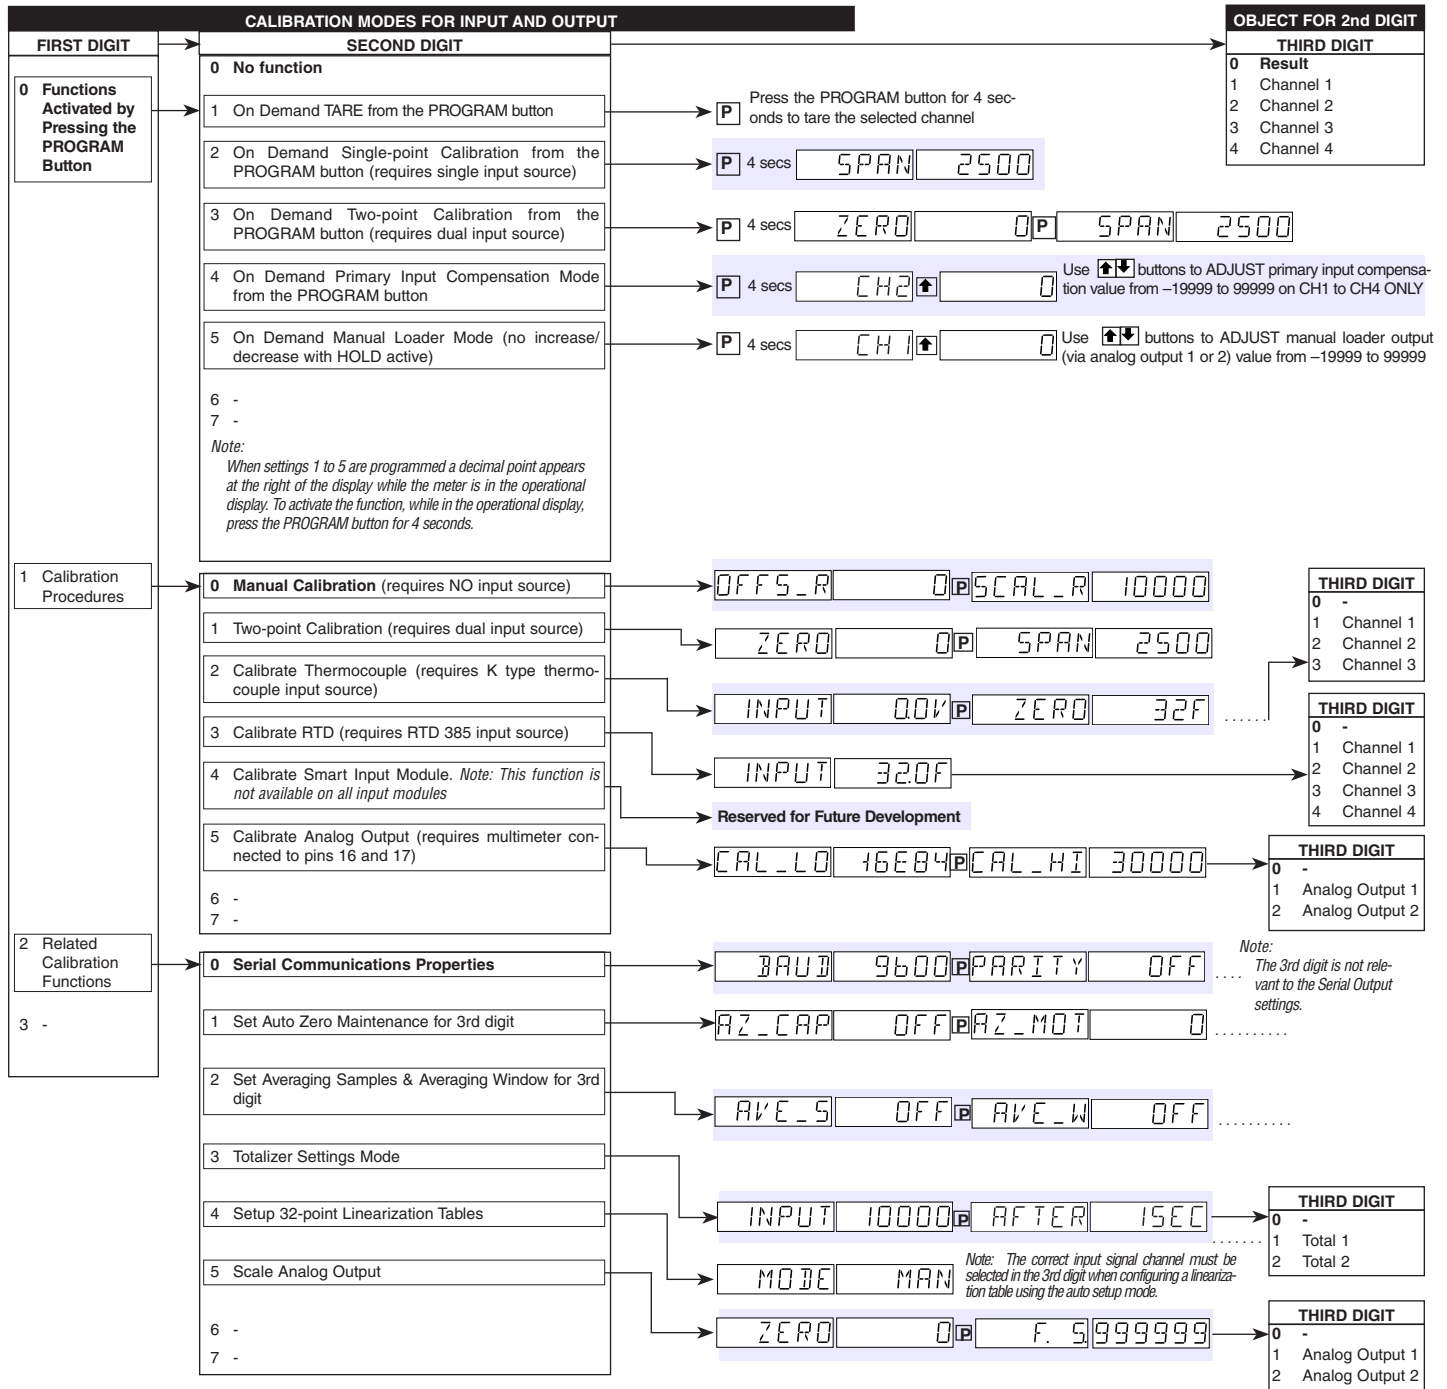 CALIBRATION MODES FOR INPUT AND OUTPUT
OBJECT FOR 2nd DIGIT
FIRST DIGIT
SECOND DIGIT
THIRD DIGIT
0 Result
1 Channel 1
2 Channel 2
3 Channel 3
4 Channel 4
0 Functions
Activated by
Pressing the
PROGRAM
Button
0 No function
1 On Demand TARE from the PROGRAM button
P Press the PROGRAM button for 4 sec-
onds to tare the selected channel
2 On Demand Single-point Calibration from the
PROGRAM button (requires single input source)
P 4 secs SPAN 2500
3 On Demand Two-point Calibration from the
PROGRAM button (requires dual input source)
P 4 secs ZERO 0 P SPAN 2500
4 On Demand Primary Input Compensation Mode
from the PROGRAM button
P 4 secs CH2 0
Use buttons to ADJUST primary input compensa-
tion value from –19999 to 99999 on CH1 to CH4 ONLY
5 On Demand Manual Loader Mode (no increase/
decrease with HOLD active)
P 4 secs CH1 0
Use buttons to ADJUST manual loader output
(via analog output 1 or 2) value from –19999 to 99999
6 -
7 -
Note:
When settings 1 to 5 are programmed a decimal point appears
at the right of the display while the meter is in the operational
display. To activate the function, while in the operational display,
press the PROGRAM button for 4 seconds.
1 Calibration
Procedures
0 Manual Calibration (requires NO input source)
OFFS_R 0 P SCAL_R 10000
1 Two-point Calibration (requires dual input source)
ZERO 0 P SPAN 2500
2 Calibrate Thermocouple (requires K type thermo-
couple input source)
INPUT 0.0V P ZERO 32F ......
THIRD DIGIT
0 -
1 Channel 1
2 Channel 2
3 Channel 3
3 Calibrate RTD (requires RTD 385 input source)
INPUT 32.0F
THIRD DIGIT
0 -
1 Channel 1
2 Channel 2
3 Channel 3
4 Channel 4
4 Calibrate Smart Input Module. Note: This function is
not available on all input modules
Reserved for Future Development
5 Calibrate Analog Output (requires multimeter con-
nected to pins 16 and 17)
CAL_LO -16E84 P CAL_HI 30000
THIRD DIGIT
0 -
1 Analog Output 1
2 Analog Output 2
6 -
7 -
2 Related
Calibration
Functions
3 -
0 Serial Communications Properties
BAUD 9600 P PARITY OFF ....
Note:
The 3rd digit is not rele-
vant to the Serial Output
settings.
1 Set Auto Zero Maintenance for 3rd digit
AZ_CAP OFF P AZ_MOT 0 ..........
2 Set Averaging Samples & Averaging Window for 3rd
digit
AVE_S OFF P AVE_W OFF ..........
3 Totalizer Settings Mode
INPUT 10000 P AFTER 1SEC .......
THIRD DIGIT
0 -
1 Total 1
2 Total 2
4 Setup 32-point Linearization Tables
MODE MAN
Note: The correct input signal channel must be
selected in the 3rd digit when configuring a lineariza-
tion table using the auto setup mode.
5 Scale Analog Output
ZERO 0 P F. S. 999999
THIRD DIGIT
0 -
1 Analog Output 1
2 Analog Output 2
6 -
7 -